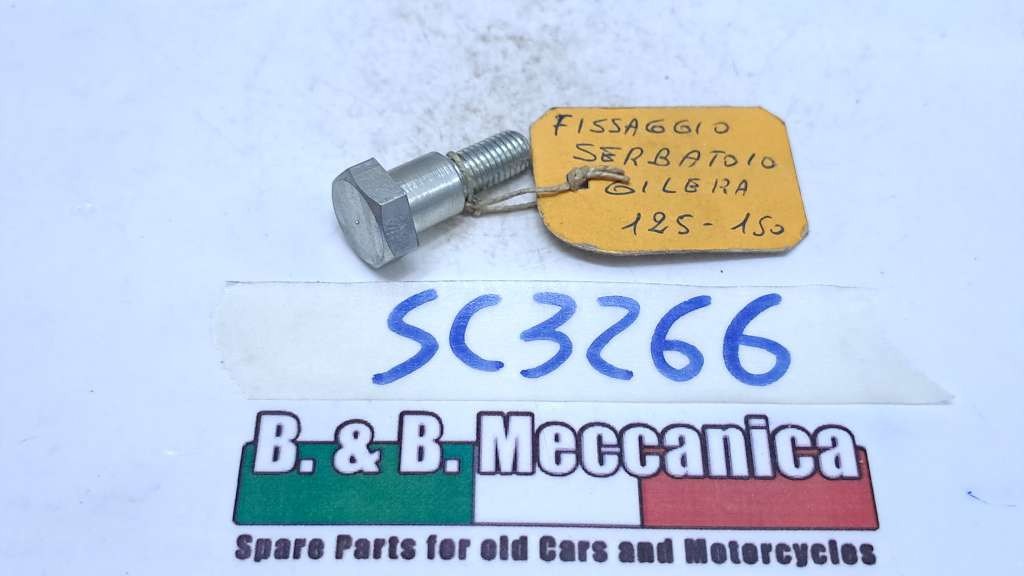 FISSAGGIO
SERBATOIO
GILERA
125-150
SC3266
B. & B. Meccanica
Spare Parts for old Cars and Motorcycles